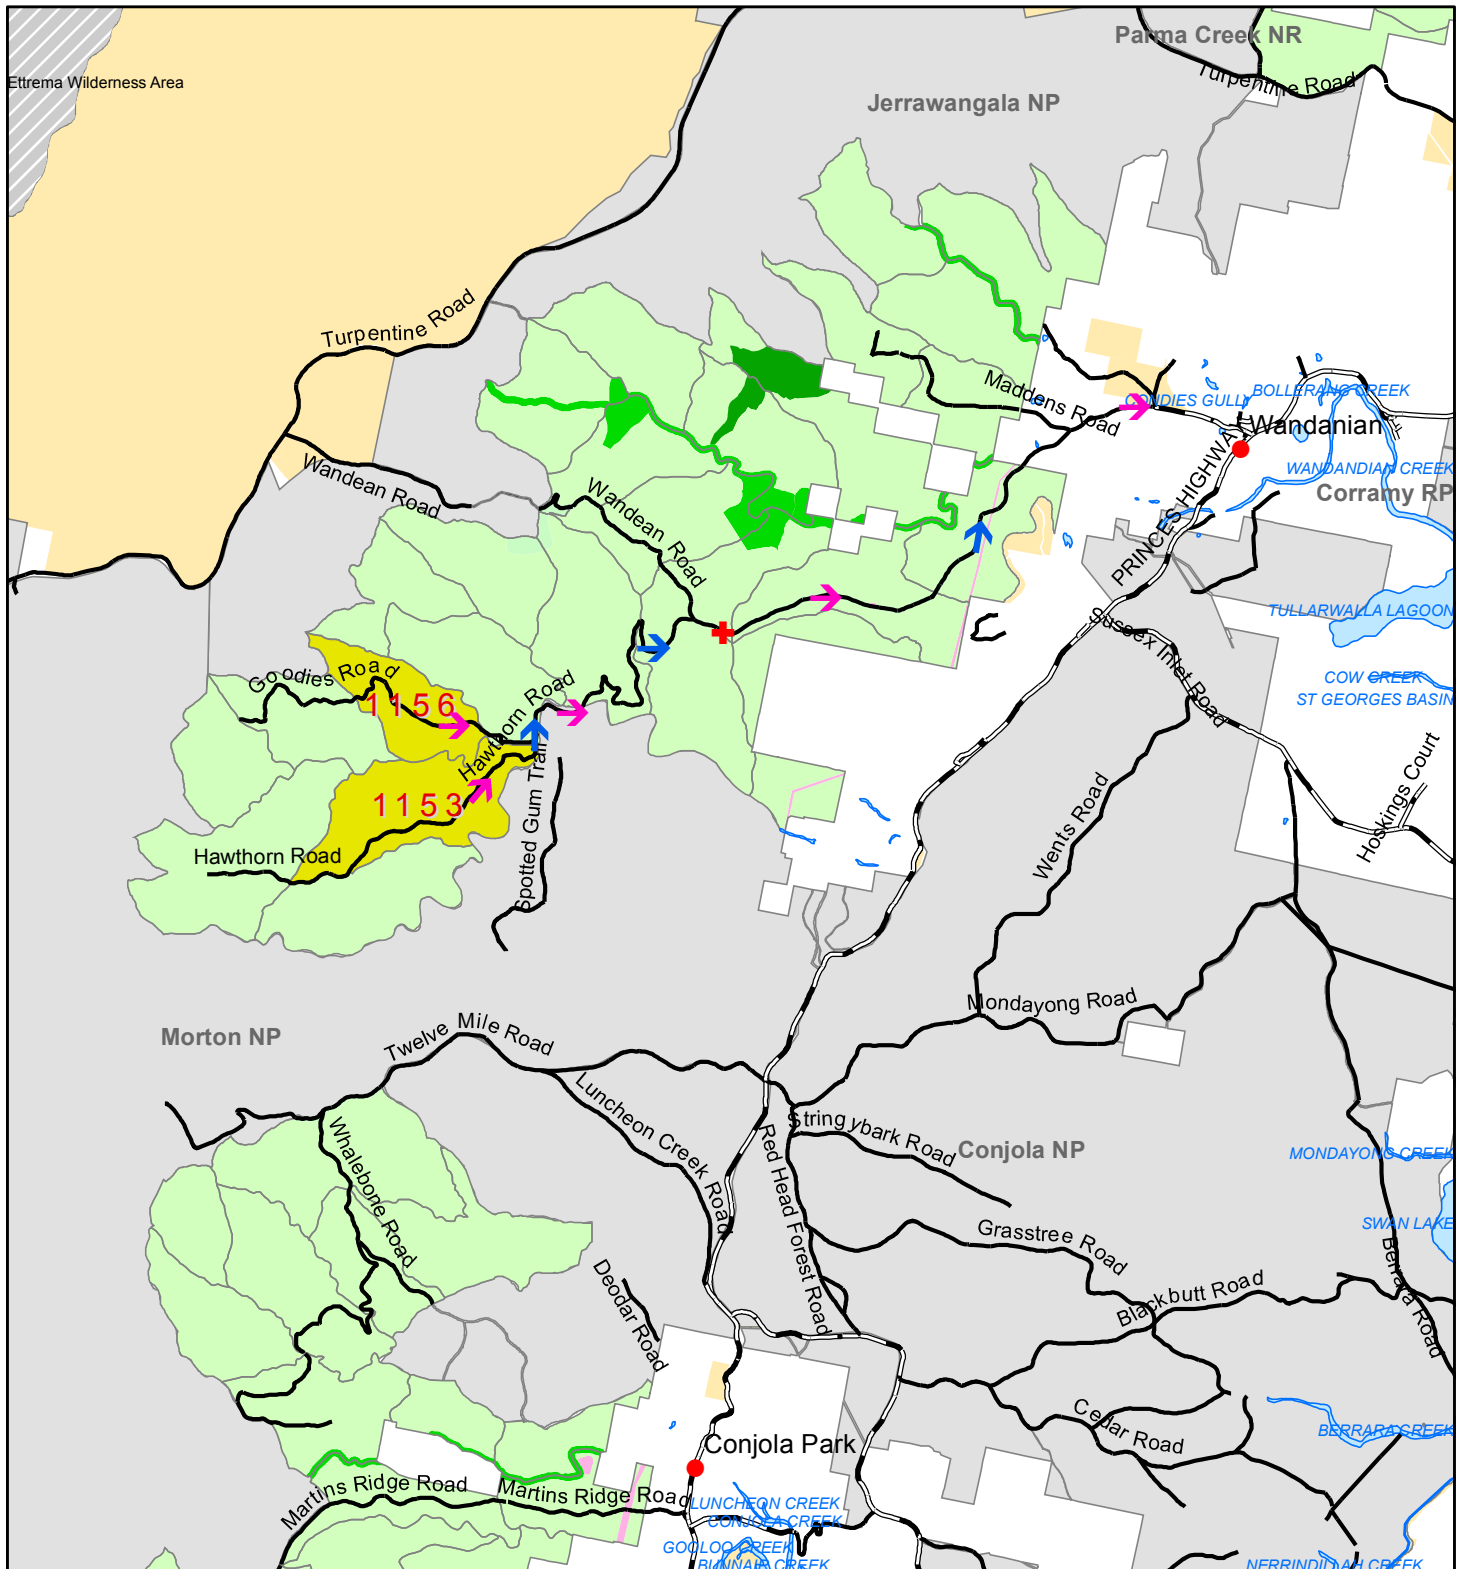 Parma Creek NR
Turpentine Road
Ettrema Wilderness Area
Jerrawangala NP
Turpentine Road
Maddens Road
CONDIES GULL
BOLLERANG CREEK
Wandanian
Wandean Road
WANDANDIAN CREEK
Corramy RP
Wandean Road
PRINCES HIGHWAY
TULLARWALLA LAGOON
Sussex Inlet Road
Goodies Road
COW CREEK
ST GEORGES BASIN
1156
Hawthorn Road
1153
Spotted Gum Trail
Hawthorn Road
Wents Road
Hoskings Court
Mondayong Road
Morton NP
Twelve Mile Road
Luncheon Creek Road
Stringybark Road
Conjola NP
MONDAYONG CREEK
Whalebone Road
Red Head Forest Road
SWAN LAKE
Grasstree Road
Berrara Road
Deodar Road
Blackbutt Road
Cedar Road
BERRARA CREEK
Conjola Park
Martins Ridge Road
Martins Ridge Road
LUNCHEON CREEK
CONJOLA CREEK
GOOLOO CREEK
BUNNAIR CREEK
NERRINDILLAH CREEK